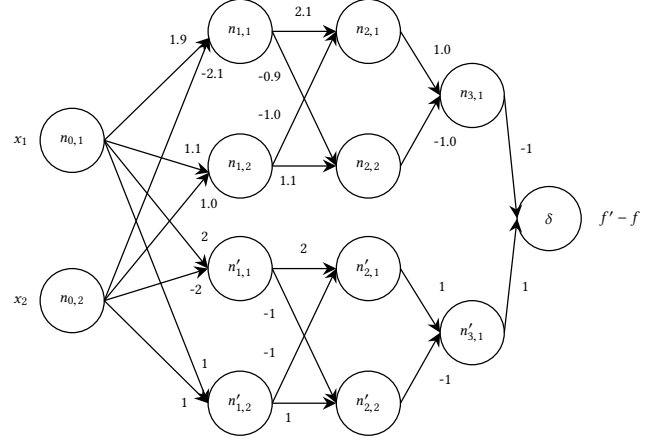 2.1
n1,1
n2,1
1.9
1.0
-2.1
-0.9
n3,1
-1.0
x1
n0,1
1.1
-1.0
-1
n1,2
n2,2
1.1
1.0
δ
f′ − f
2
2
n′1,1
n′2,1
x2
n0,2
-2
-1
1
1
n′3,1
-1
1
-1
1
n′1,2
n′2,2
1